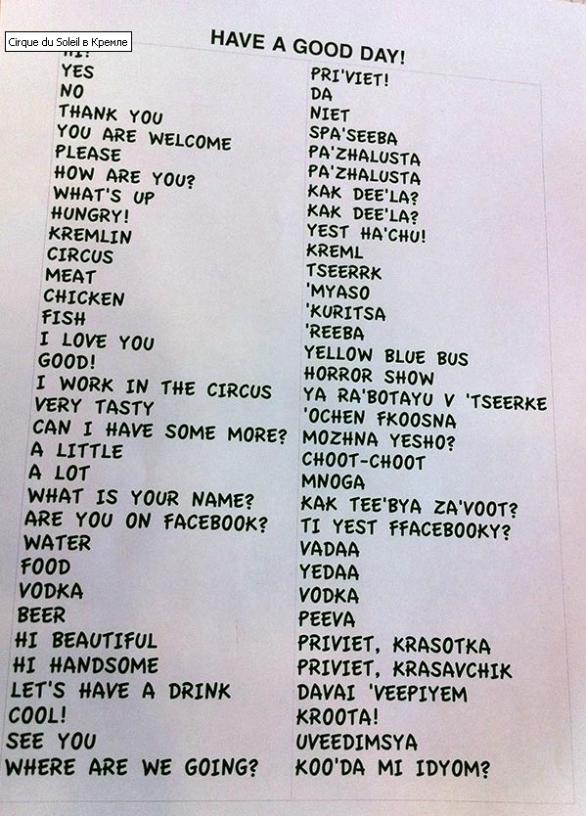 HAVE A GOOD DAY!
Cirque du Soleil в Кремле
HI! PRI'VIET!
YES DA
NO NIET
THANK YOU SPA'SEEBA
YOU ARE WELCOME PA'ZHALUSTA
PLEASE PA'ZHALUSTA
HOW ARE YOU? KAK DEE'LA?
WHAT'S UP KAK DEE'LA?
HUNGRY! YEST HA'CHU!
KREMLIN KREML
CIRCUS TSEERRK
MEAT 'MYASO
CHICKEN 'KURITSA
FISH 'REEBA
I LOVE YOU YELLOW BLUE BUS
GOOD! HORROR SHOW
I WORK IN THE CIRCUS YA RA'BOTAYU V 'TSEERKE
VERY TASTY 'OCHEN FKOOSNA
CAN I HAVE SOME MORE? MOZHNA YESHO?
A LITTLE CHOOT-CHOOT
A LOT MNOGA
WHAT IS YOUR NAME? KAK TEE'BYA ZA'VOOT?
ARE YOU ON FACEBOOK? TI YEST FFACEBOOKY?
WATER VADAA
FOOD YEDAA
VODKA VODKA
BEER PEEVA
HI BEAUTIFUL PRIVIET, KRASOTKA
HI HANDSOME PRIVIET, KRASAVCHIK
LET'S HAVE A DRINK DAVAI 'VEEPIYEM
COOL! KROOTA!
SEE YOU UVEEDIMSYA
WHERE ARE WE GOING? KOO'DA MI IDYOM?